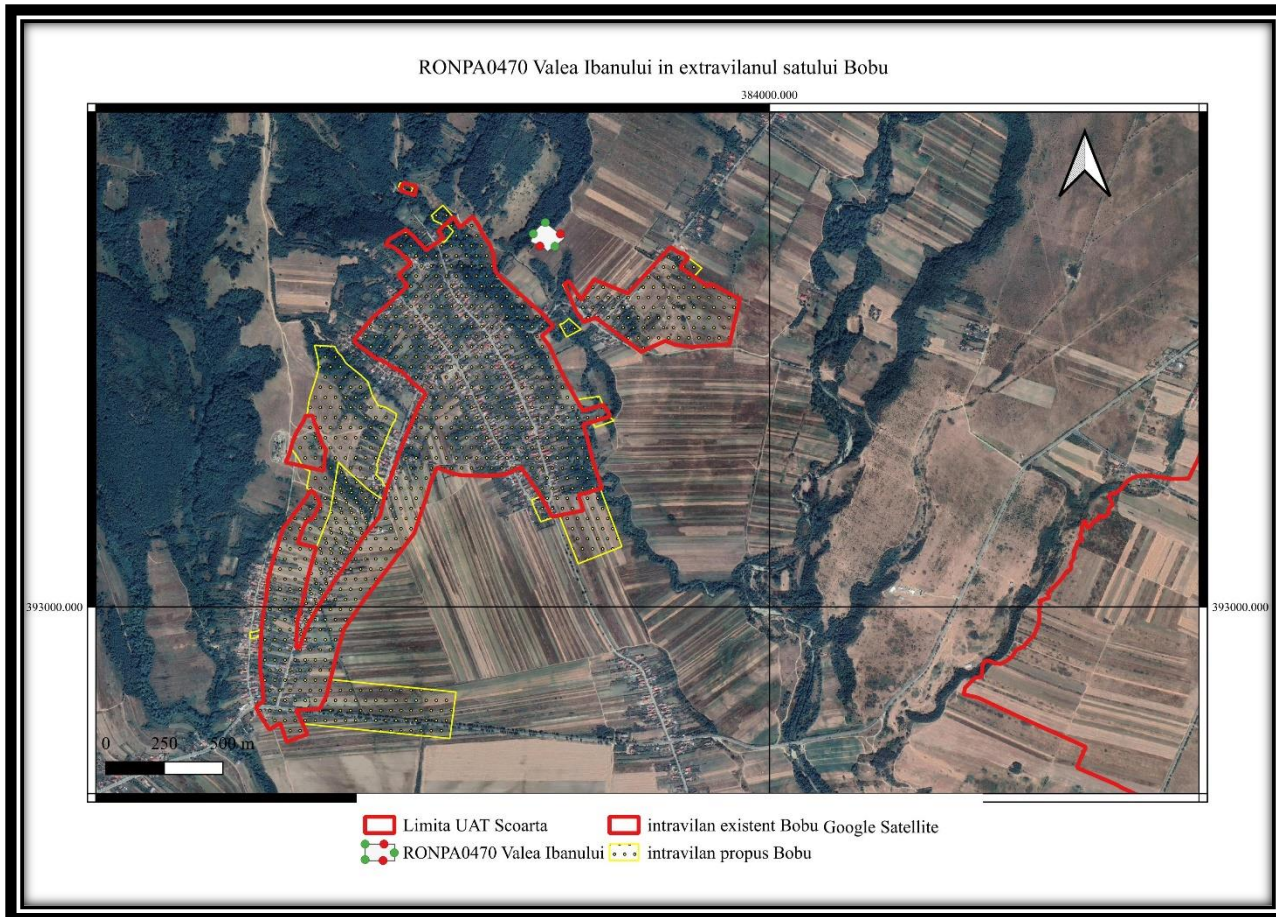 RONPA0470 Valea Ibanului in extravilanul satului Bobu
384000.000
393000.000
393000.000
0 250 500 m
Limita UAT Scoarta
intravilan existent Bobu
Google Satellite
RONPA0470 Valea Ibanului
intravilan propus Bobu